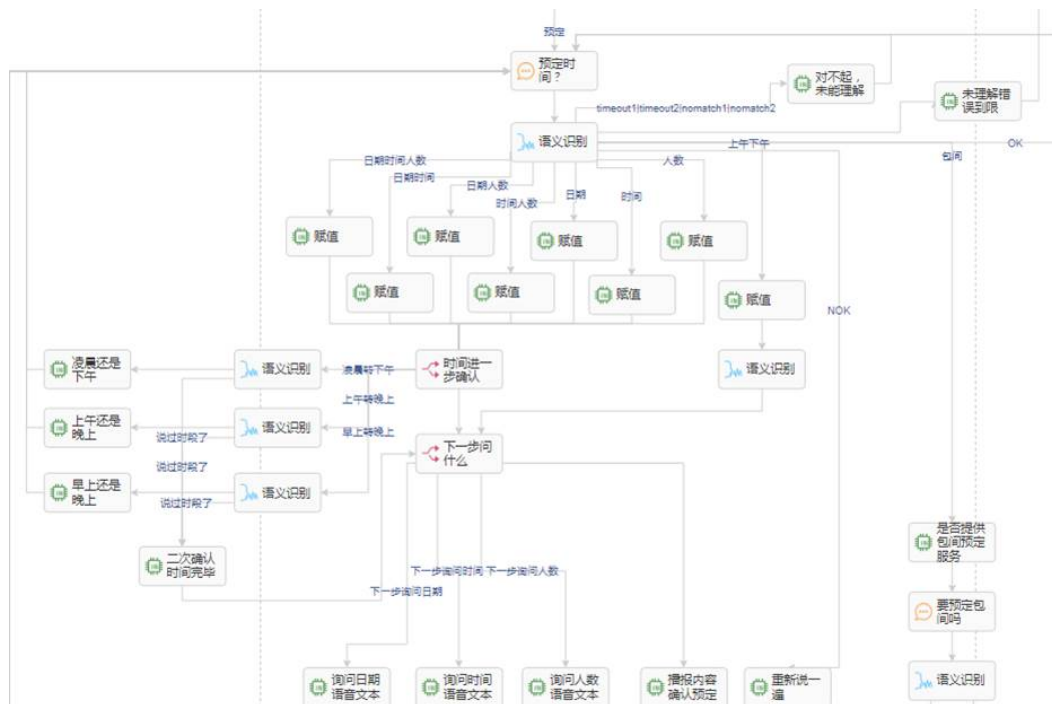 预定
预定时
间？
对不起，
未能理解
未理解错
误到限
timeout1|timeout2|nomatch1|nomatch2
语义识别
上午下午
包间
OK
日期时间人数
日期时间
日期人数
时间人数
日期
时间
人数
赋值
赋值
赋值
赋值
赋值
赋值
赋值
赋值
NOK
凌晨还是
下午
语义识别
凌晨转下午
时间进一
步确认
语义识别
上午转晚上
上午还是
晚上
语义识别
早上转晚上
说过时段了
下一步问
什么
说过时段了
早上还是
晚上
语义识别
说过时段了
是否提供
包间预定
服务
二次确认
时间完毕
下一步询问时间
下一步询问人数
下一步询问日期
要预定包
间吗
询问日期
语音文本
询问时间
语音文本
询问人数
语音文本
播报内容
确认预定
重新说一
遍
语义识别